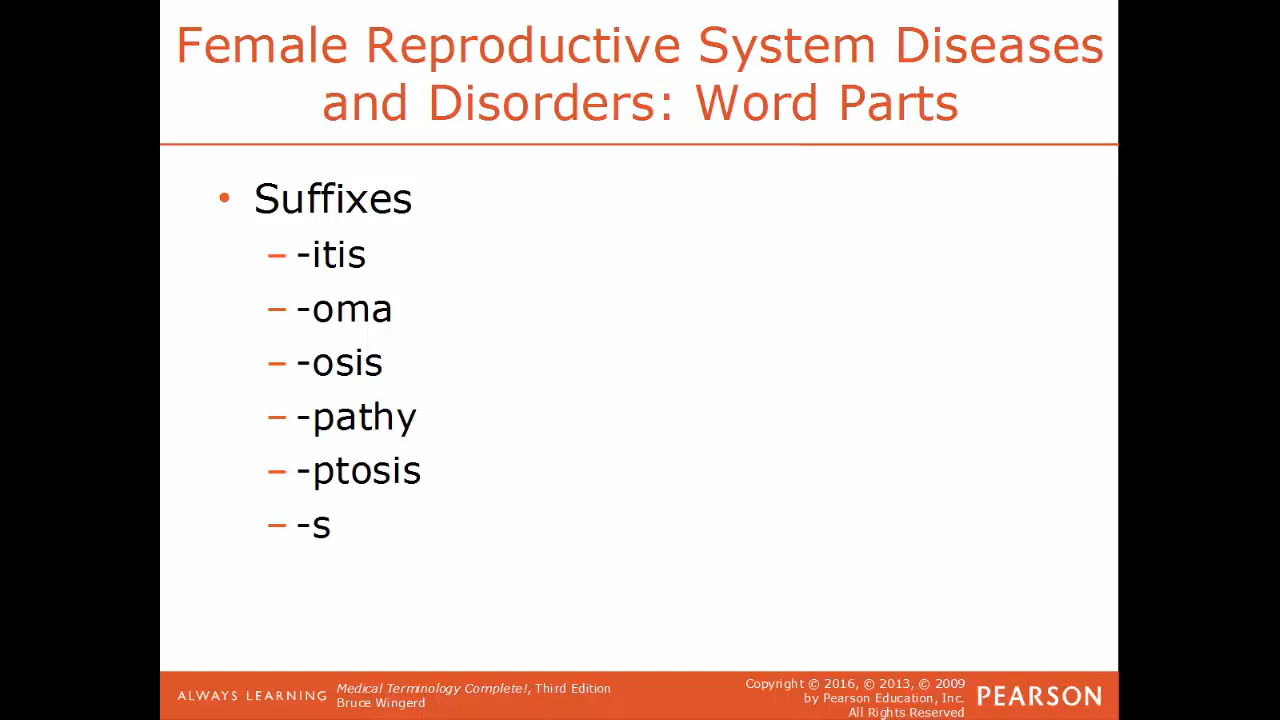 Female Reproductive System Diseases
and Disorders: Word Parts
• Suffixes
– -itis
– -oma
– -osis
– -pathy
– -ptosis
– -s
ALWAYS LEARNING
Medical Terminology Complete!, Third Edition
Bruce Wingerd
Copyright © 2016, © 2013, © 2009
by Pearson Education, Inc.
All Rights Reserved
PEARSON